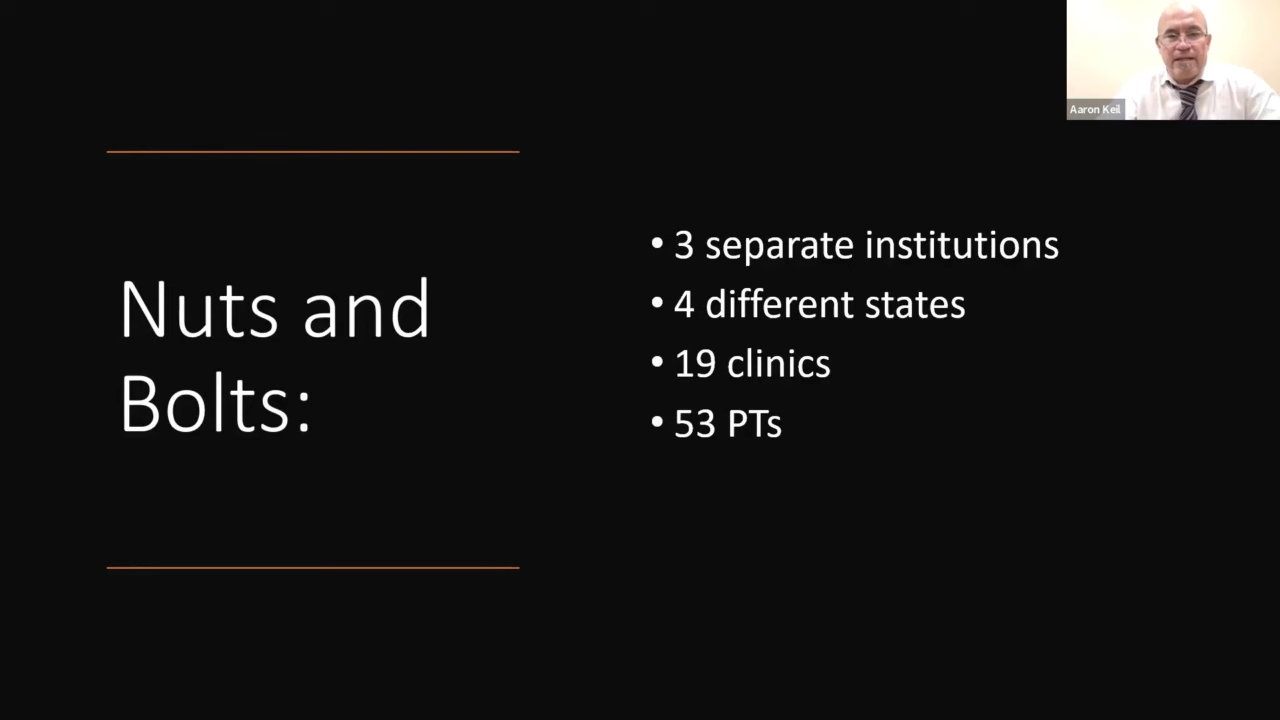 Aaron Keil
Nuts and
Bolts:
• 3 separate institutions
• 4 different states
• 19 clinics
• 53 PTs